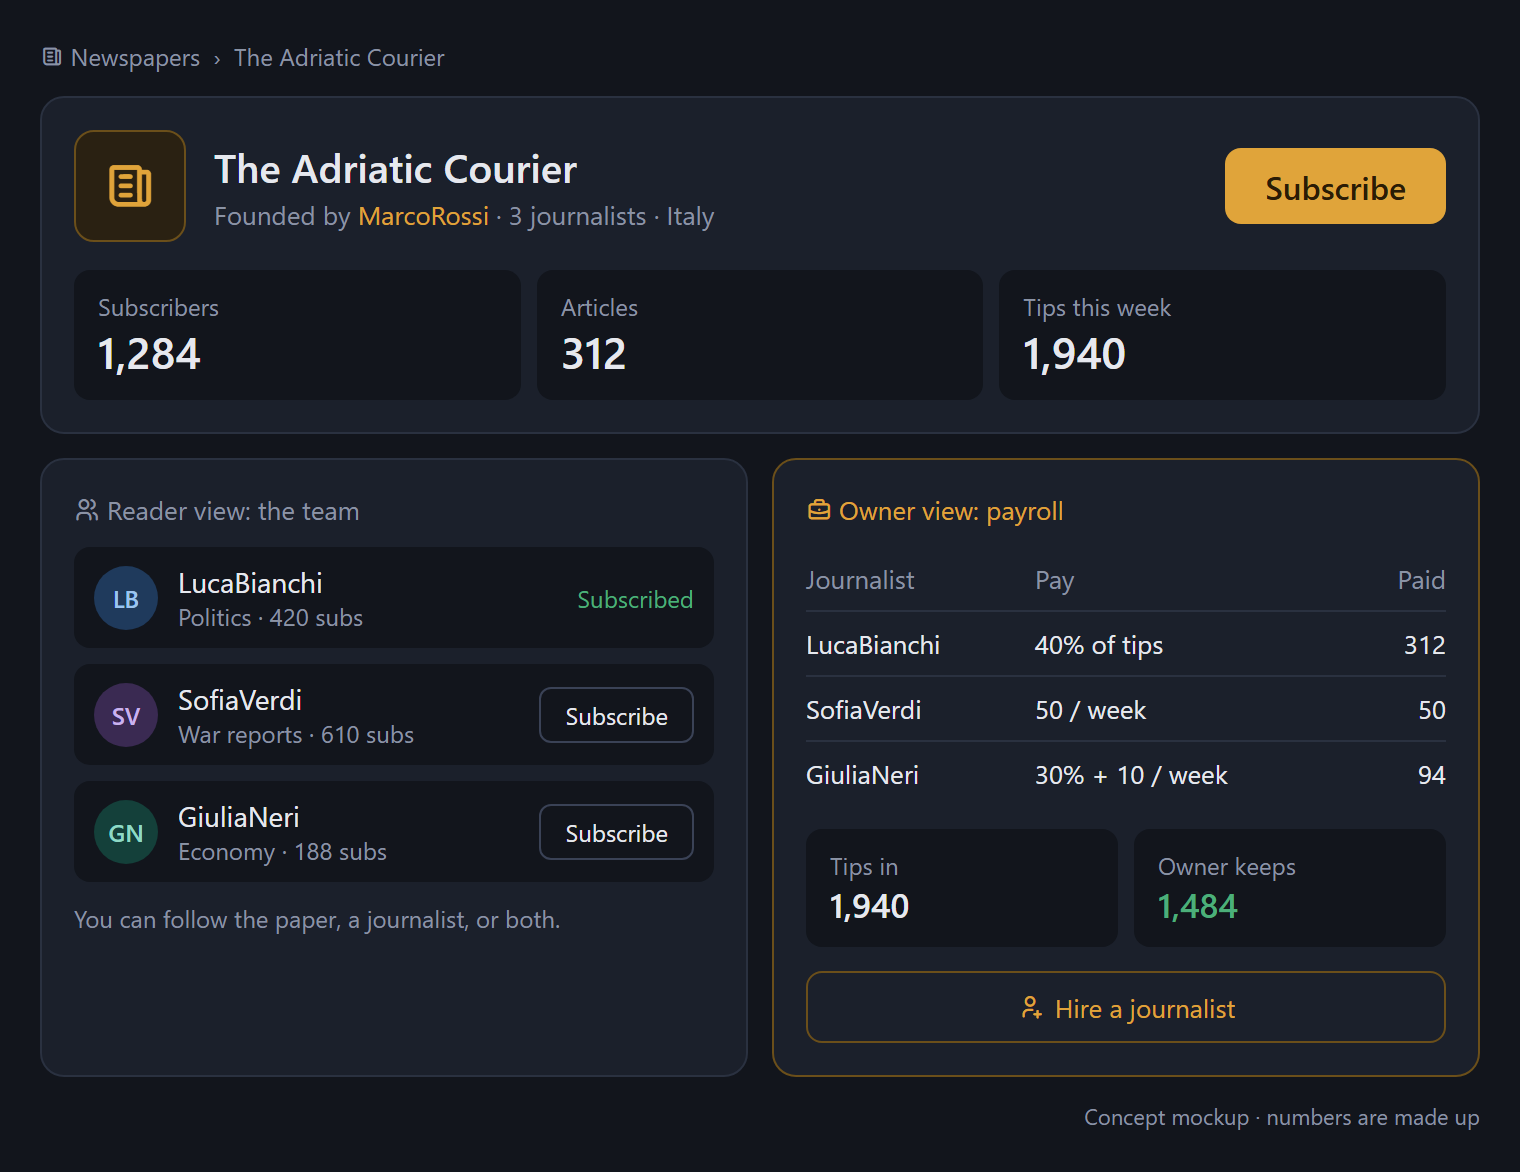 Newspapers › The Adriatic Courier
The Adriatic Courier
Founded by MarcoRossi · 3 journalists · Italy
Subscribe
Subscribers
1,284
Articles
312
Tips this week
1,940
Reader view: the team
LB
LucaBianchi
Politics · 420 subs
Subscribed
SV
SofiaVerdi
War reports · 610 subs
Subscribe
GN
GiuliaNeri
Economy · 188 subs
Subscribe
You can follow the paper, a journalist, or both.
Owner view: payroll
Journalist Pay Paid
LucaBianchi 40% of tips 312
SofiaVerdi 50 / week 50
GiuliaNeri 30% + 10 / week 94
Tips in
1,940
Owner keeps
1,484
Hire a journalist
Concept mockup · numbers are made up